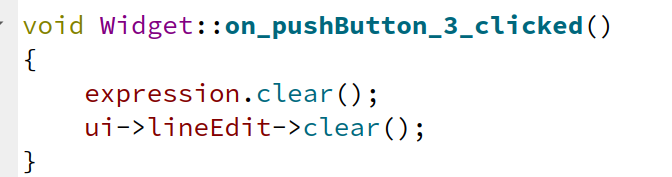 void Widget::on_pushButton_3_clicked()
{
    expression.clear();
    ui->lineEdit->clear();
}